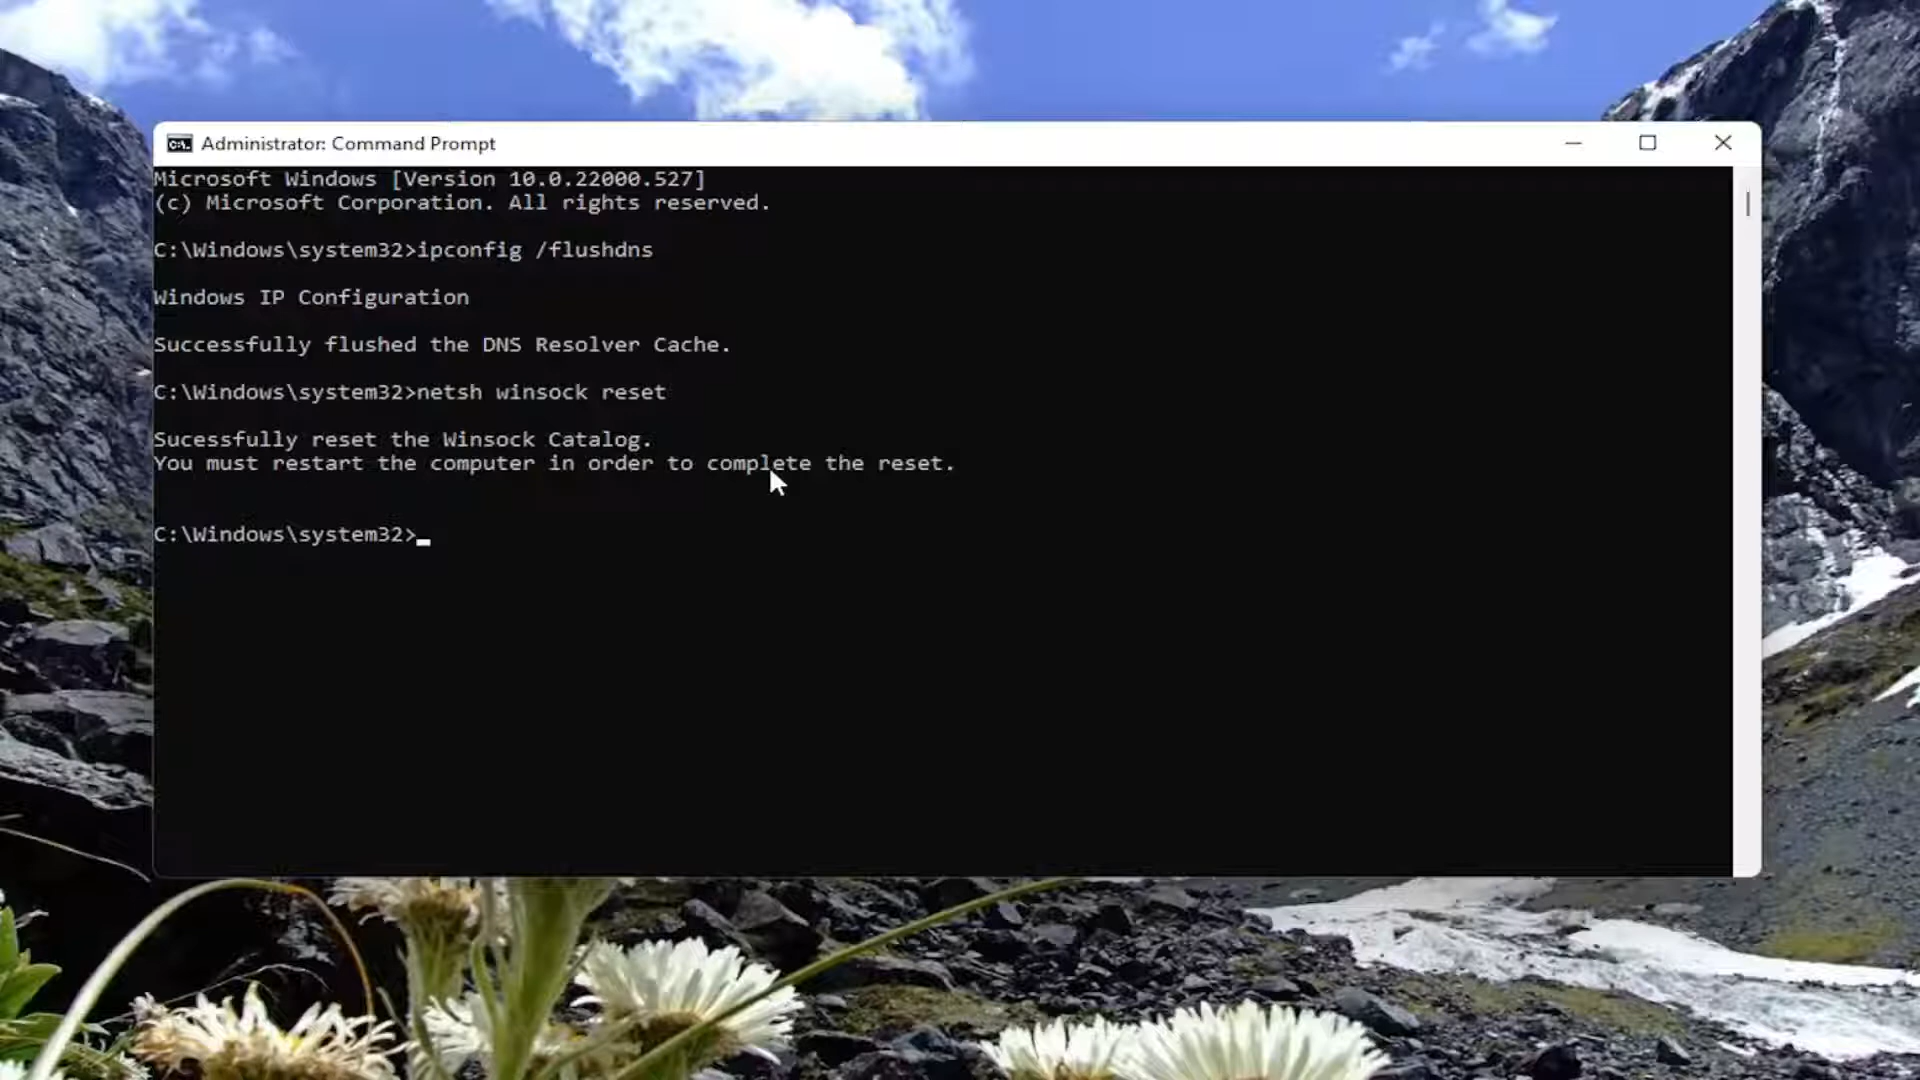 Administrator: Command Prompt
Microsoft Windows [Version 10.0.22000.527]
(c) Microsoft Corporation. All rights reserved.
C:\Windows\system32>ipconfig /flushdns
Windows IP Configuration
Successfully flushed the DNS Resolver Cache.
C:\Windows\system32>netsh winsock reset
Sucessfully reset the Winsock Catalog.
You must restart the computer in order to complete the reset.
C:\Windows\system32>